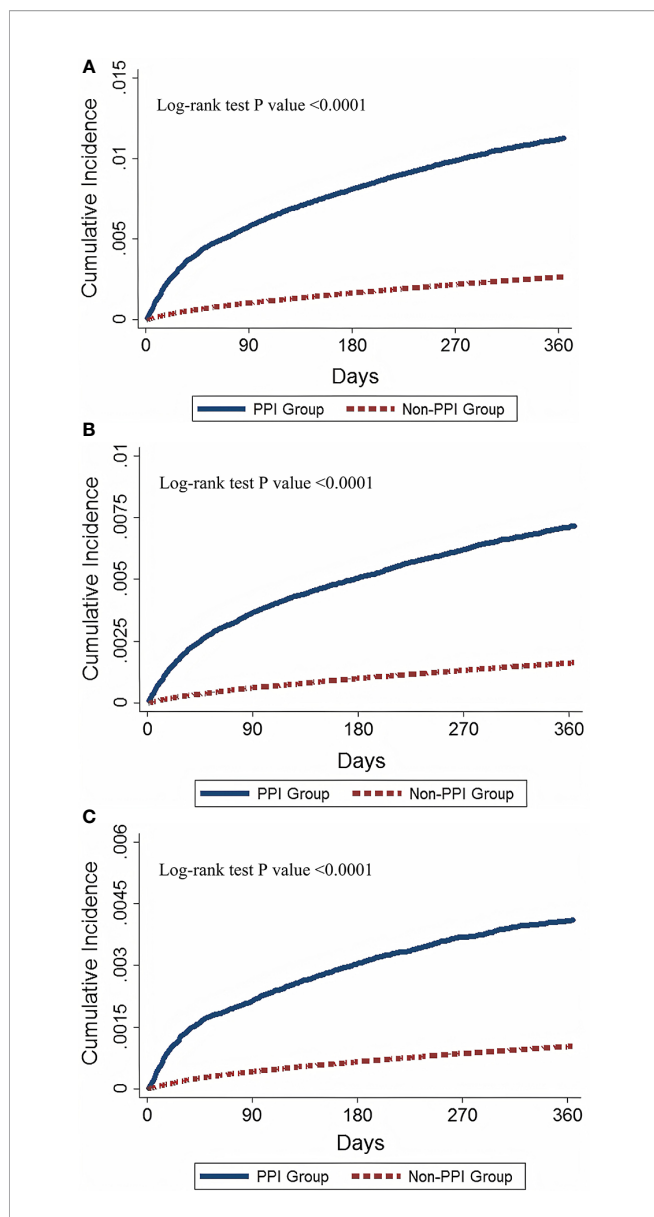 A
.015
Log-rank test P value <0.0001
.01
.005
0
Cumulative Incidence
0 90 180 270 360
Days
PPI Group Non-PPI Group
B
.01
Log-rank test P value <0.0001
.0075
.005
.0025
0
Cumulative Incidence
0 90 180 270 360
Days
PPI Group Non-PPI Group
C
.006
Log-rank test P value <0.0001
.0045
.003
.0015
0
Cumulative Incidence
0 90 180 270 360
Days
PPI Group Non-PPI Group